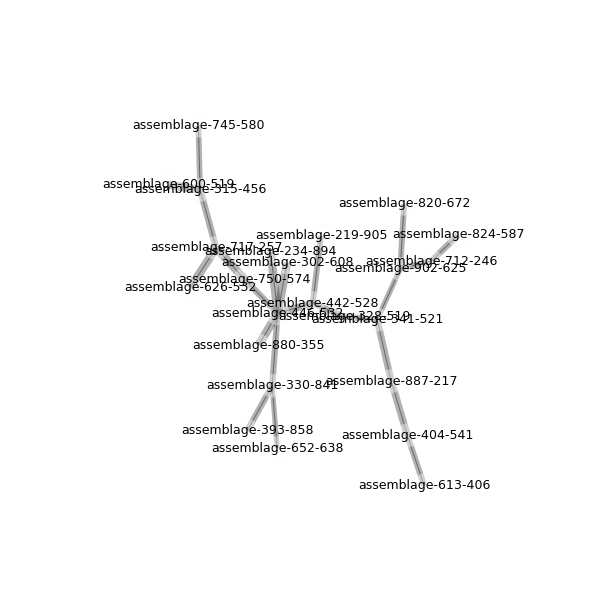 assemblage-745-580
assemblage-600-519
assemblage-315-456
assemblage-820-672
assemblage-219-905
assemblage-824-587
assemblage-717-257
assemblage-234-894
assemblage-302-608
assemblage-712-246
assemblage-902-625
assemblage-750-574
assemblage-626-532
assemblage-442-528
assemblage-446-532
assemblage-328-519
assemblage-541-521
assemblage-880-355
assemblage-330-841
assemblage-887-217
assemblage-393-858
assemblage-404-541
assemblage-652-638
assemblage-613-406